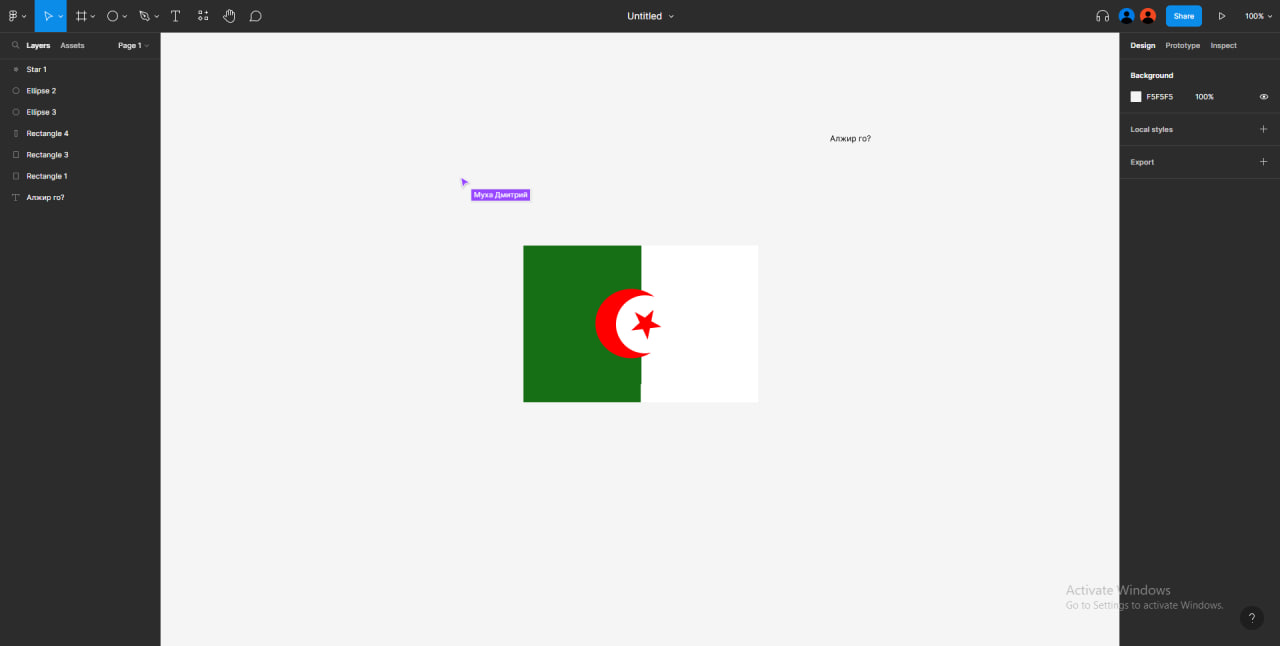 Untitled
Share
100%
Layers
Assets
Page 1
Star 1
Ellipse 2
Ellipse 3
Rectangle 4
Rectangle 3
Rectangle 1
Алжир го?
Алжир го?
Муха Дмитрий
Design
Prototype
Inspect
Background
F5F5F5
100%
Local styles
Export
Activate Windows
Go to Settings to activate Windows.
?